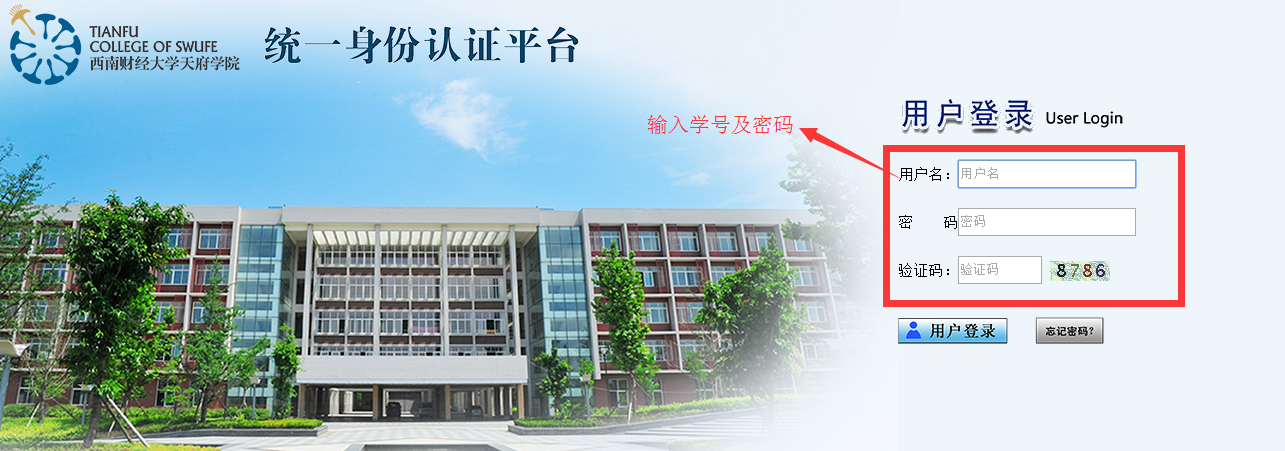 TIANFU
COLLEGE OF SWUFE
西南财经大学天府学院
统一身份认证平台
用户登录 User Login
输入学号及密码
用户名： 用户名
密 码 密码
验证码： 验证码 8786
用户登录 忘记密码?